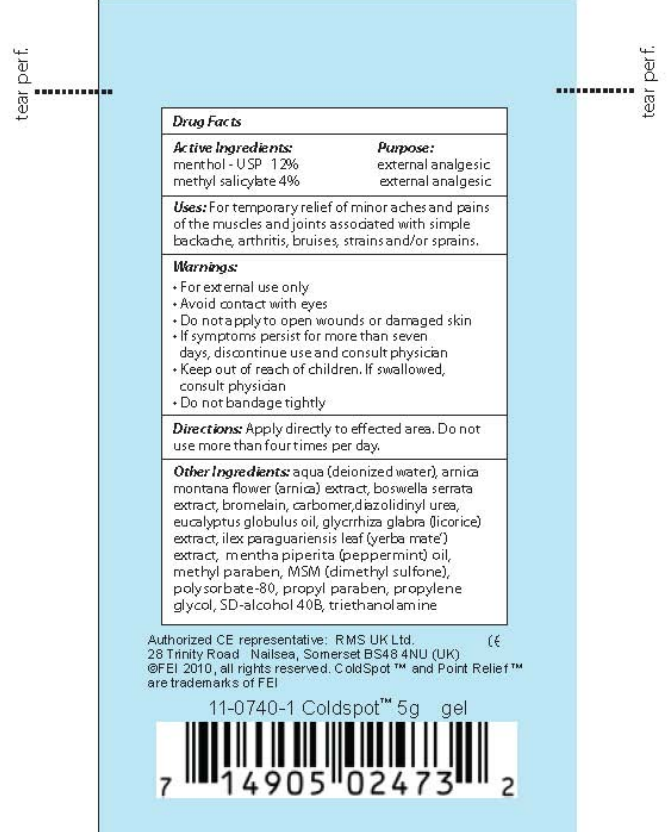 tear perf.
tear perf.
Drug Facts
Active Ingredients: Purpose:
menthol - USP 12% external analgesic
methyl salicylate 4% external analgesic
Uses: For temporary relief of minor aches and pains
of the muscles and joints associated with simple
backache, arthritis, bruises, strains and/or sprains.
Warnings:
• For external use only
• Avoid contact with eyes
• Do not apply to open wounds or damaged skin
• If symptoms persist for more than seven
days, discontinue use and consult physician
• Keep out of reach of children. If swallowed,
consult physician
• Do not bandage tightly
Directions: Apply directly to effected area. Do not
use more than four times per day.
Other Ingredients: aqua (deionized water), arnica
montana flower (arnica) extract, boswella serrata
extract, bromelain, carbomer,diazolidinyl urea,
eucalyptus globulus oil, glycrrhiza glabra (licorice)
extract, ilex paraguariensis leaf (yerba mate')
extract, mentha piperita (peppermint) oil,
methyl paraben, MSM (dimethyl sulfone),
polysorbate-80, propyl paraben, propylene
glycol, SD-alcohol 40B, triethanolamine
Authorized CE representative: RMS UK Ltd. CE
28 Trinity Road Nailsea, Somerset BS48 4NU (UK)
©FEI 2010, all rights reserved. ColdSpot ™ and Point Relief ™
are trademarks of FEI
11-0740-1 Coldspot™ 5g gel
7 14905 02473 2